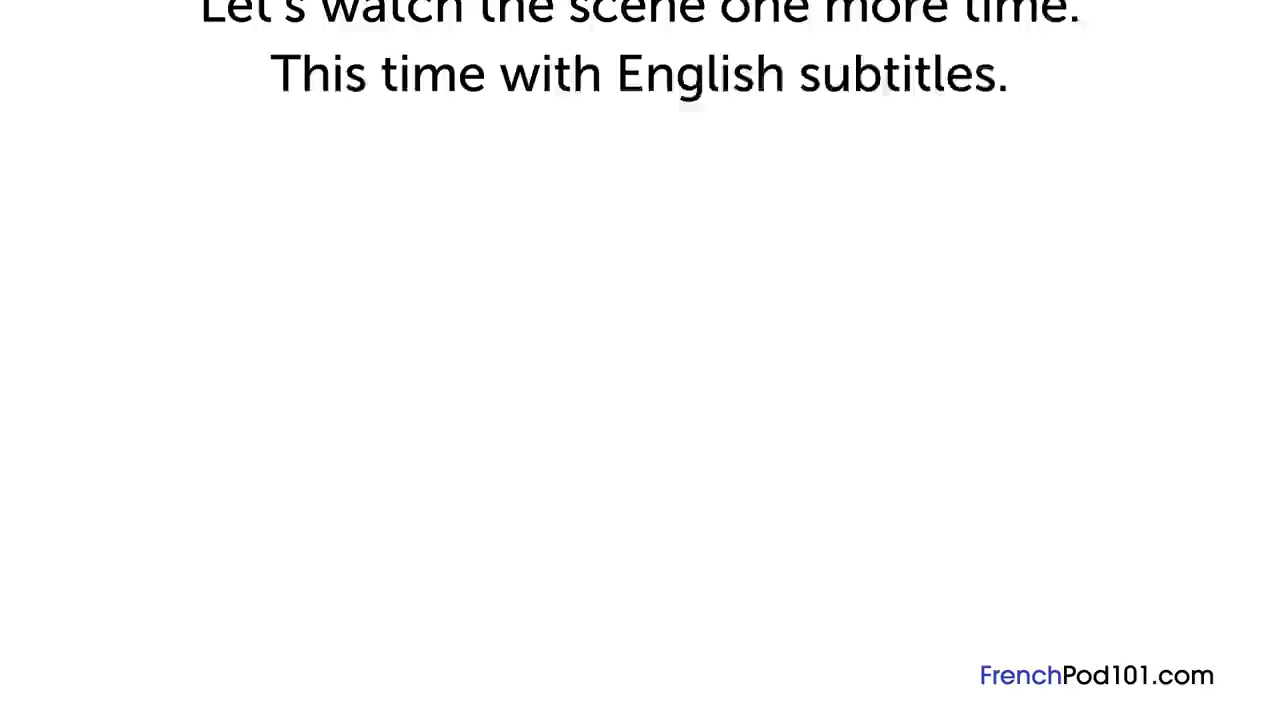 Let's watch the scene one more time.
This time with English subtitles.
FrenchPod101.com